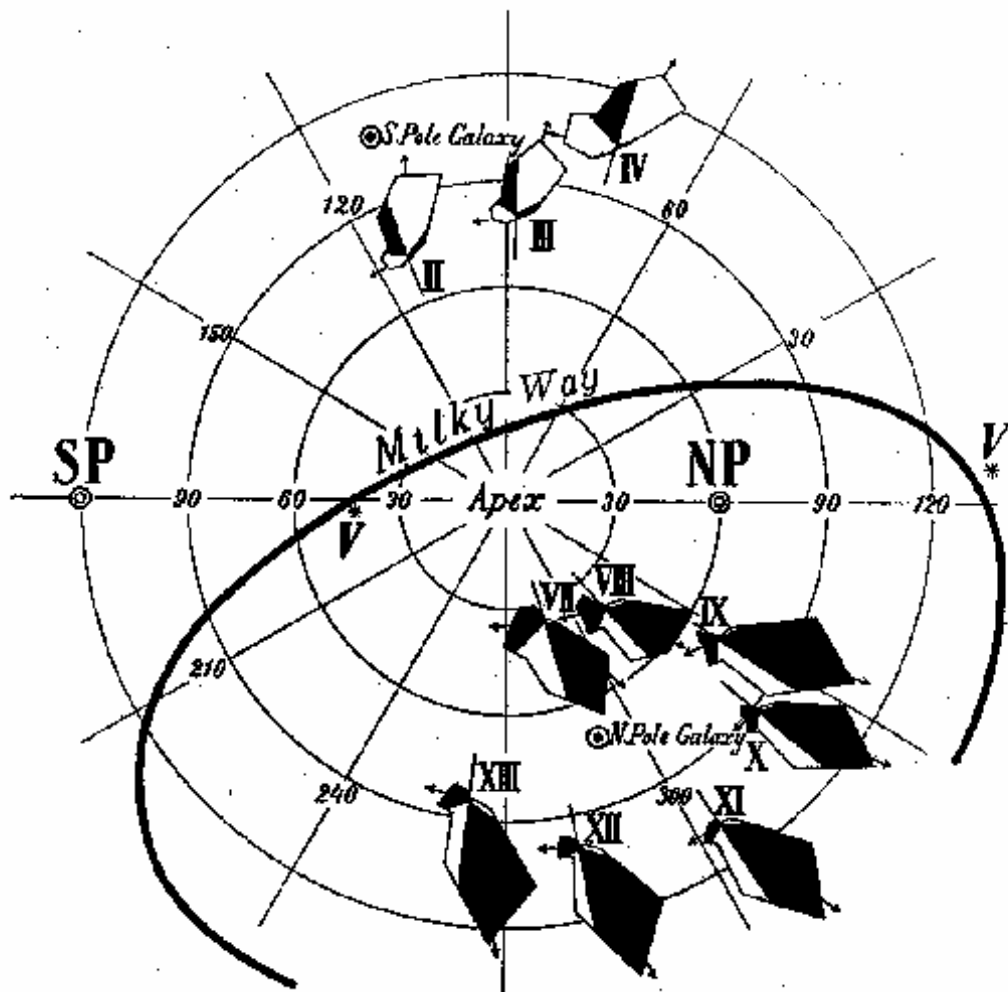 S.Pole Galaxy
IV
120
III
60
II
150
30
Milky Way
V
SP
NP
90
60
30
Apex
30
90
120
V
VII
VIII
IX
210
N.Pole Galaxy
X
XIII
240
300
XI
XII